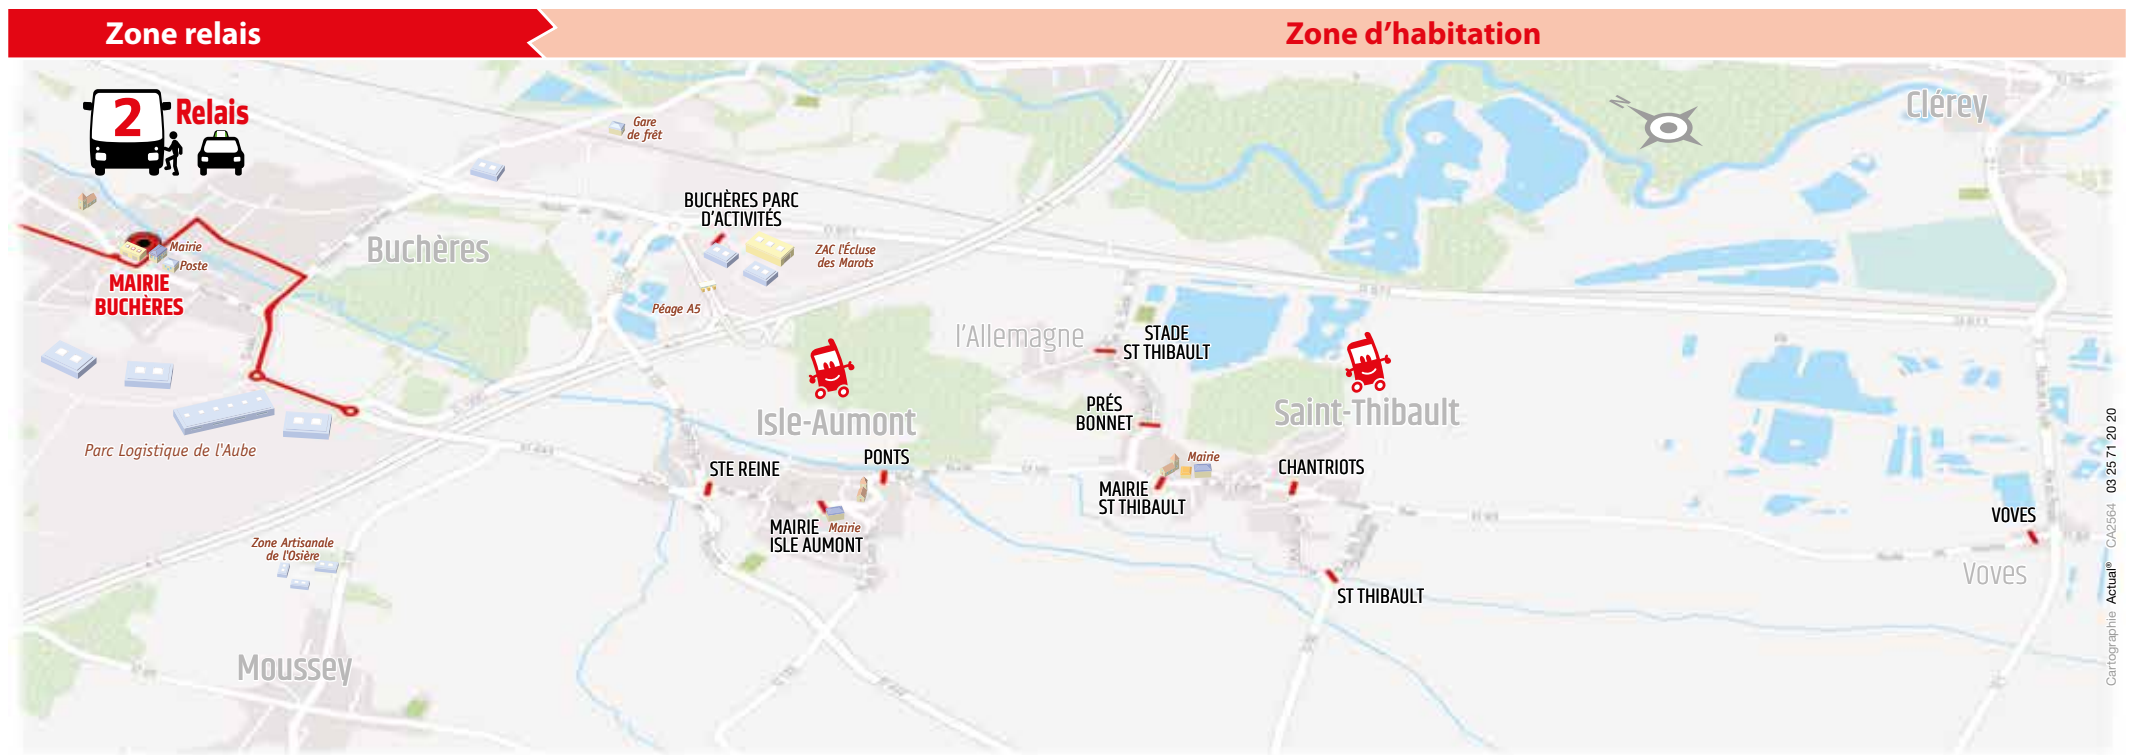 Zone relais
Zone d'habitation
2
Relais
Clérey
N
Gare
de frêt
BUCHÈRES PARC
D'ACTIVITÉS
Buchères
Mairie
Poste
MAIRIE
BUCHÈRES
ZAC l'Écluse
des Marots
Péage A5
l'Allemagne
STADE
ST THIBAULT
PRÉS
BONNET
Isle-Aumont
Saint-Thibault
Parc Logistique de l'Aube
STE REINE
PONTS
Mairie
CHANTRIOTS
MAIRIE
ST THIBAULT
MAIRIE
ISLE AUMONT
Mairie
VOVES
Voves
Zone Artisanale
de l'Osière
ST THIBAULT
Moussey
Cartographie Actual® CA2564 03 25 71 20 20